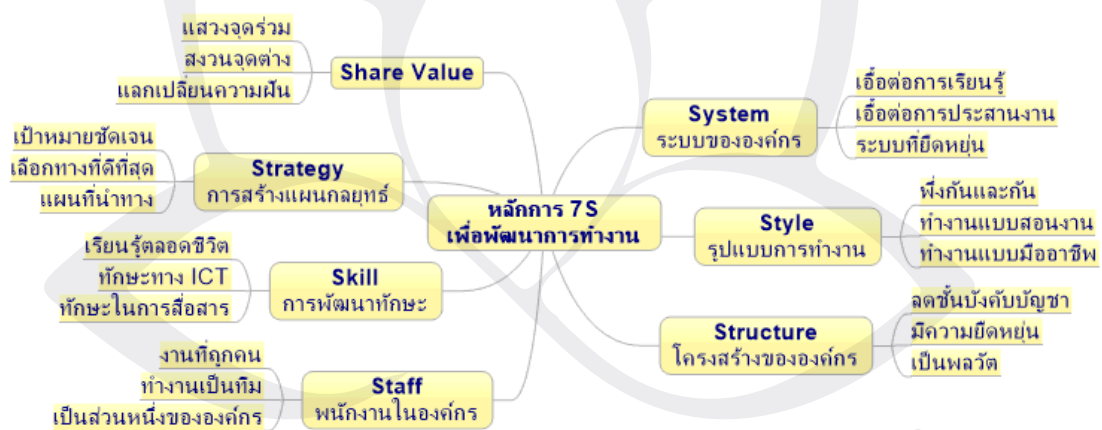 หลักการ 7S
เพื่อพัฒนาการทำงาน
Share Value
แสวงจุดร่วม
สงวนจุดต่าง
แลกเปลี่ยนความฝัน
Strategy
การสร้างแผนกลยุทธ์
เป้าหมายชัดเจน
เลือกทางที่ดีที่สุด
แผนที่นำทาง
Skill
การพัฒนาทักษะ
เรียนรู้ตลอดชีวิต
ทักษะทาง ICT
ทักษะในการสื่อสาร
Staff
พนักงานในองค์กร
งานที่ถูกคน
ทำงานเป็นทีม
เป็นส่วนหนึ่งขององค์กร
System
ระบบขององค์กร
เอื้อต่อการเรียนรู้
เอื้อต่อการประสานงาน
ระบบที่ยืดหยุ่น
Style
รูปแบบการทำงาน
พึ่งกันและกัน
ทำงานแบบสอนงาน
ทำงานแบบมืออาชีพ
Structure
โครงสร้างขององค์กร
ลดชั้นบังคับบัญชา
มีความยืดหยุ่น
เป็นพลวัต